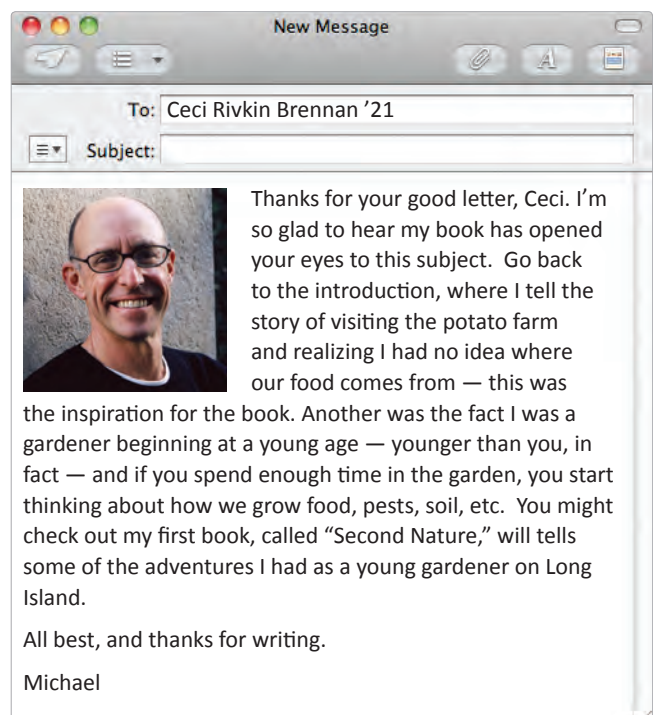 New Message
To: Ceci Rivkin Brennan ’21
Subject:
Thanks for your good letter, Ceci. I’m
so glad to hear my book has opened
your eyes to this subject.  Go back
to the introduction, where I tell the
story of visiting the potato farm
and realizing I had no idea where
our food comes from — this was
the inspiration for the book. Another was the fact I was a
gardener beginning at a young age — younger than you, in
fact — and if you spend enough time in the garden, you start
thinking about how we grow food, pests, soil, etc.  You might
check out my first book, called “Second Nature,” will tells
some of the adventures I had as a young gardener on Long
Island.
All best, and thanks for writing.
Michael